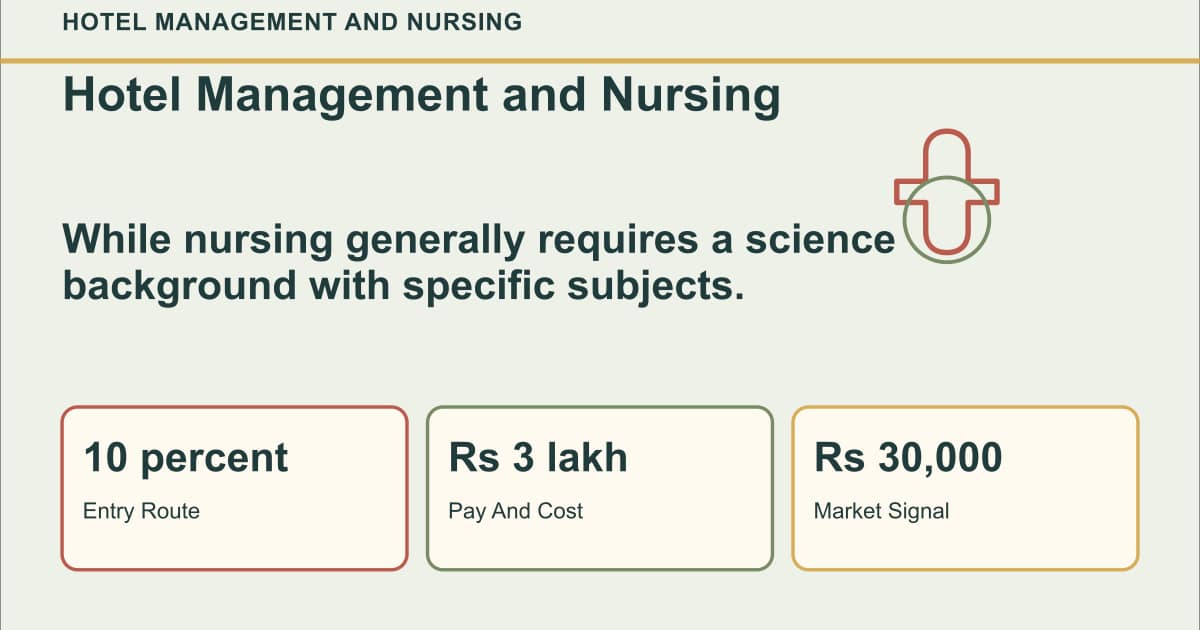 HOTEL MANAGEMENT AND NURSING
Hotel Management and Nursing
While nursing generally requires a science
background with specific subjects.
10 percent
Entry Route
Rs 3 lakh
Pay And Cost
Rs 30,000
Market Signal